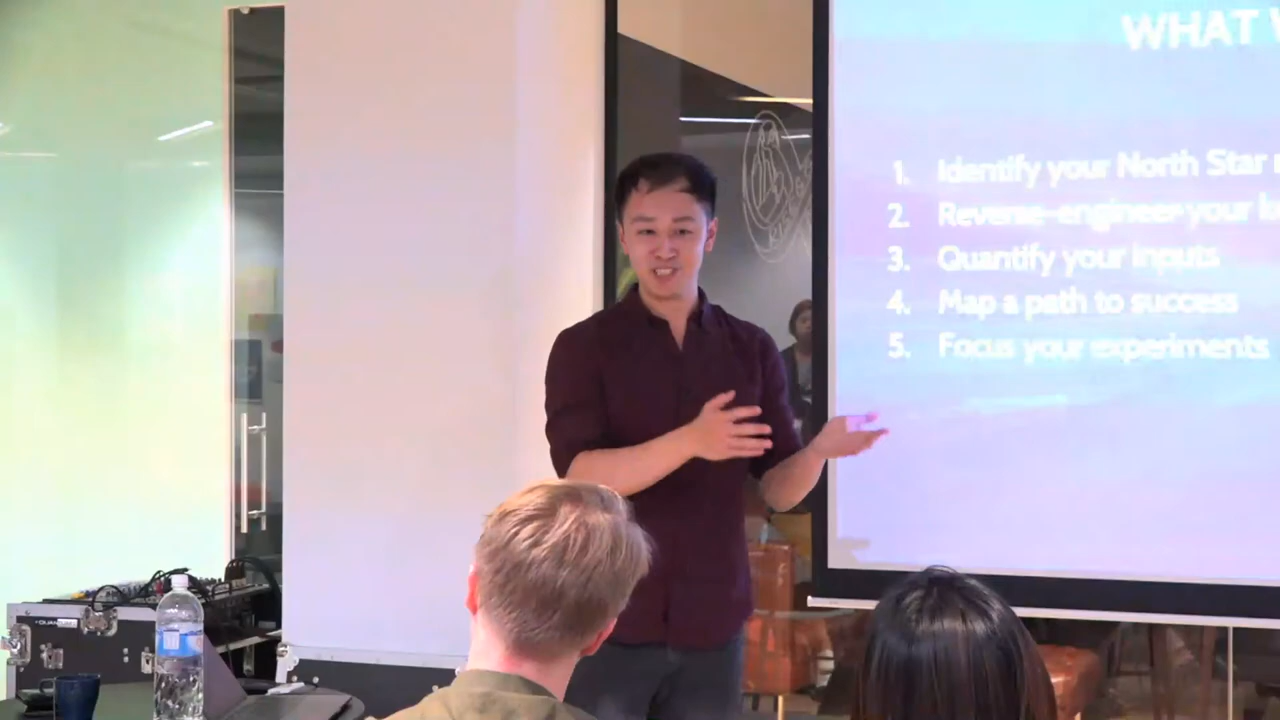 WHAT
1. Identify your North Star
2. Reverse-engineer your
3. Quantify your inputs
4. Map a path to success
5. Focus your experiments